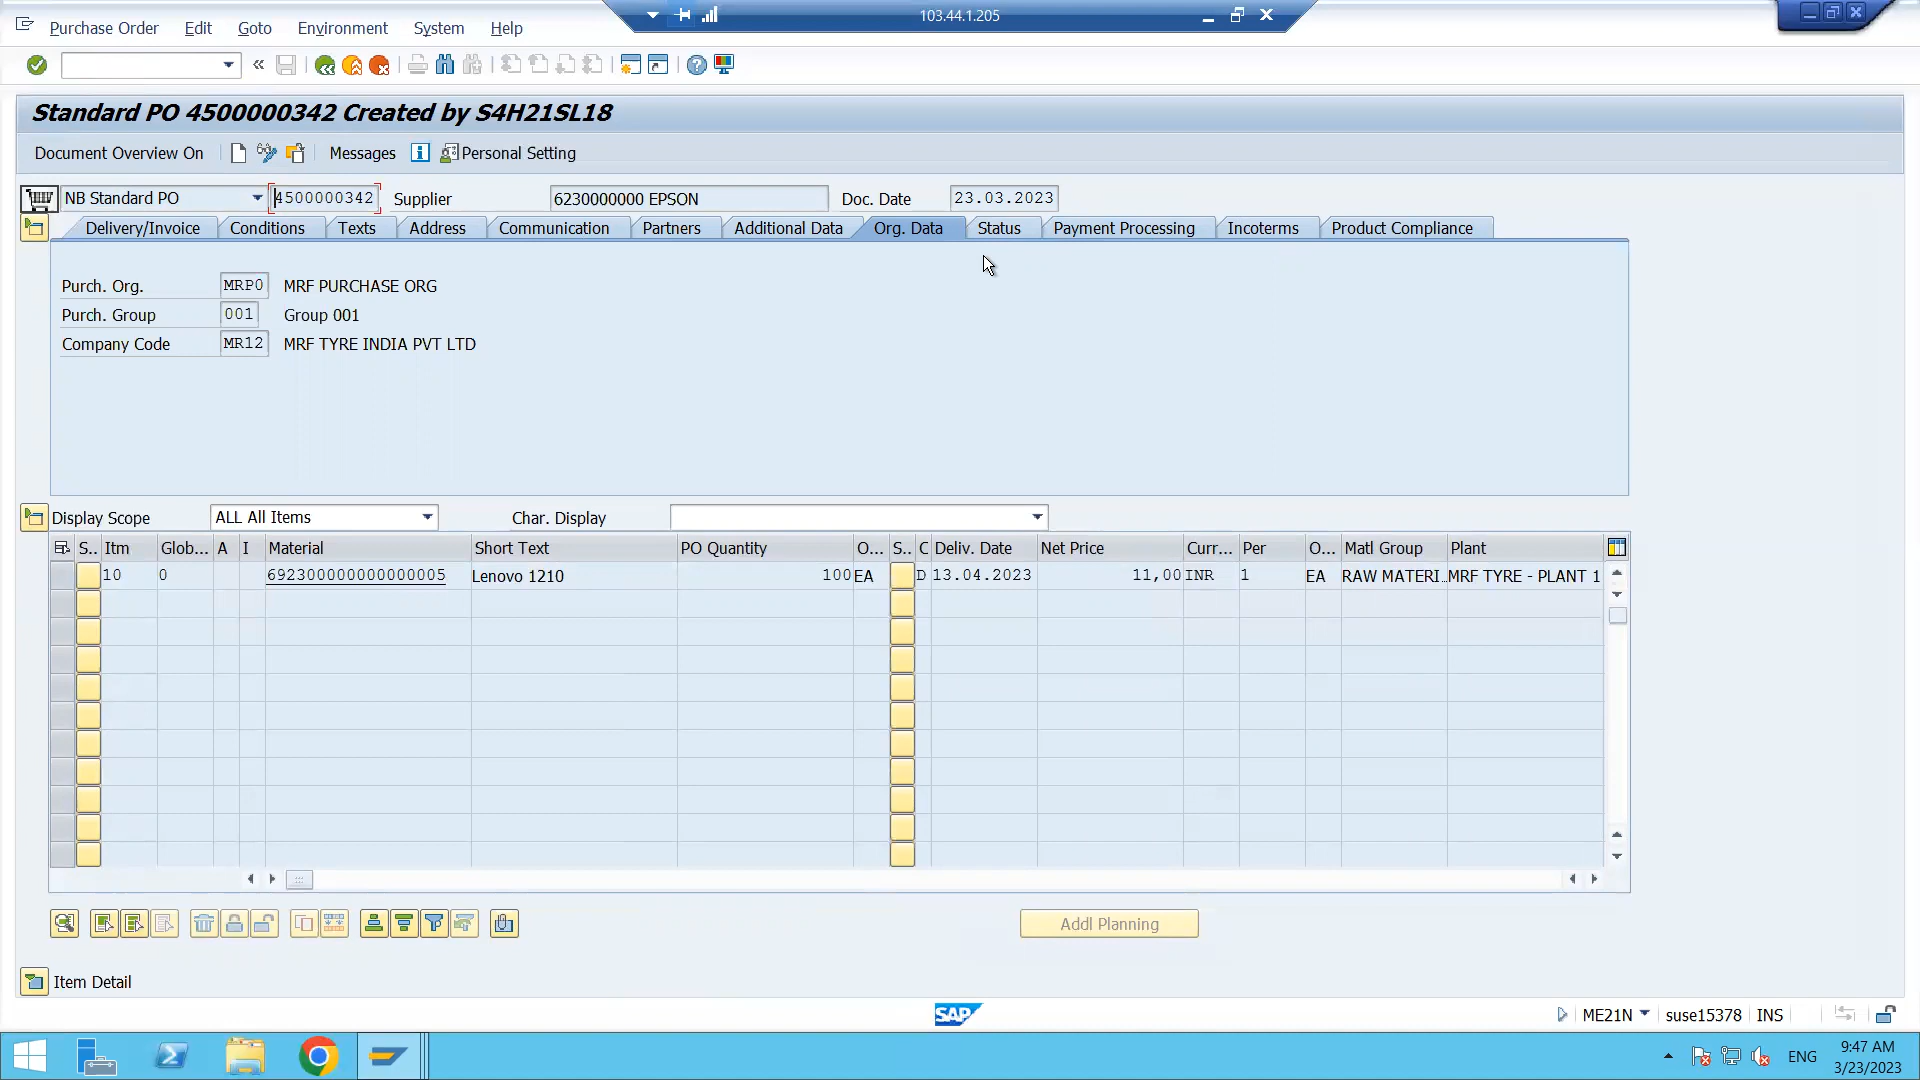 103.44.1.205
Purchase Order Edit Goto Environment System Help
Standard PO 4500000342 Created by S4H21SL18
Document Overview On Messages Personal Setting
NB Standard PO 4500000342 Supplier 6230000000 EPSON Doc. Date 23.03.2023
Delivery/Invoice Conditions Texts Address Communication Partners Additional Data Org. Data Status Payment Processing Incoterms Product Compliance
Purch. Org. MRP0 MRF PURCHASE ORG
Purch. Group 001 Group 001
Company Code MR12 MRF TYRE INDIA PVT LTD
Display Scope ALL All Items Char. Display
S.. Itm Glob... A I Material Short Text PO Quantity O... S.. C Deliv. Date Net Price Curr... Per O... Matl Group Plant
10 0 692300000000000005 Lenovo 1210 100 EA D 13.04.2023 11,00 INR 1 EA RAW MATERI... MRF TYRE - PLANT 1
Addl Planning
Item Detail
SAP ME21N suse15378 INS
ENG 9:47 AM
3/23/2023